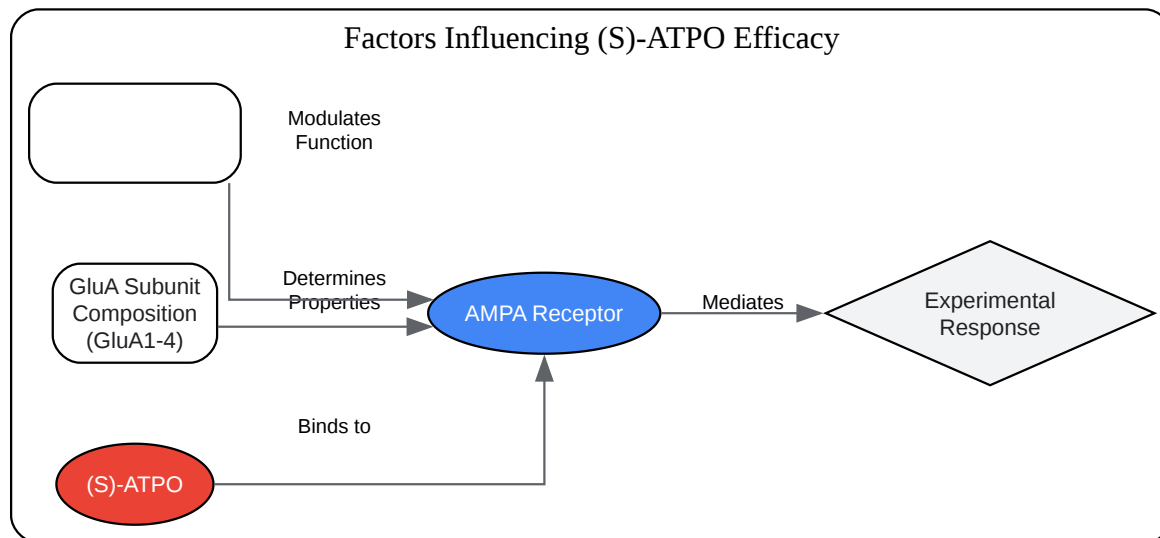 Factors Influencing (S)-ATPO Efficacy
Modulates
Function
GluA Subunit
Composition
(GluA1-4)
Determines
Properties
AMPA Receptor
Mediates
Experimental
Response
Binds to
(S)-ATPO